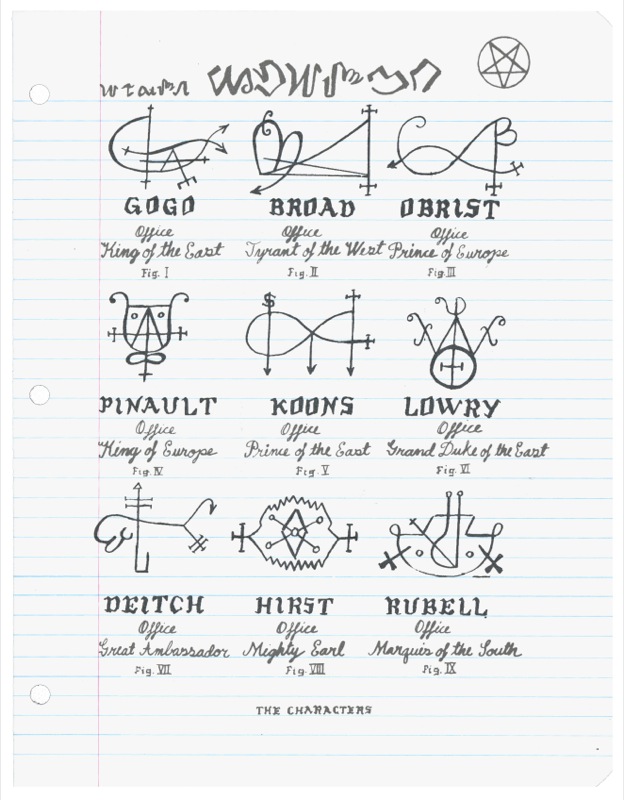 GOGO BROAD OBRIST
Office Office Office
King of the East Tyrant of the West Prince of Europe
Fig. I Fig. II Fig. III
PINAULT KOONS LOWRY
Office Office Office
King of Europe Prince of the East Grand Duke of the East
Fig. IV Fig. V Fig. VI
DEITCH HIRST RUBELL
Office Office Office
Great Ambassador Mighty Earl Marquis of the South
Fig. VII Fig. VIII Fig. IX
THE CHARACTERS